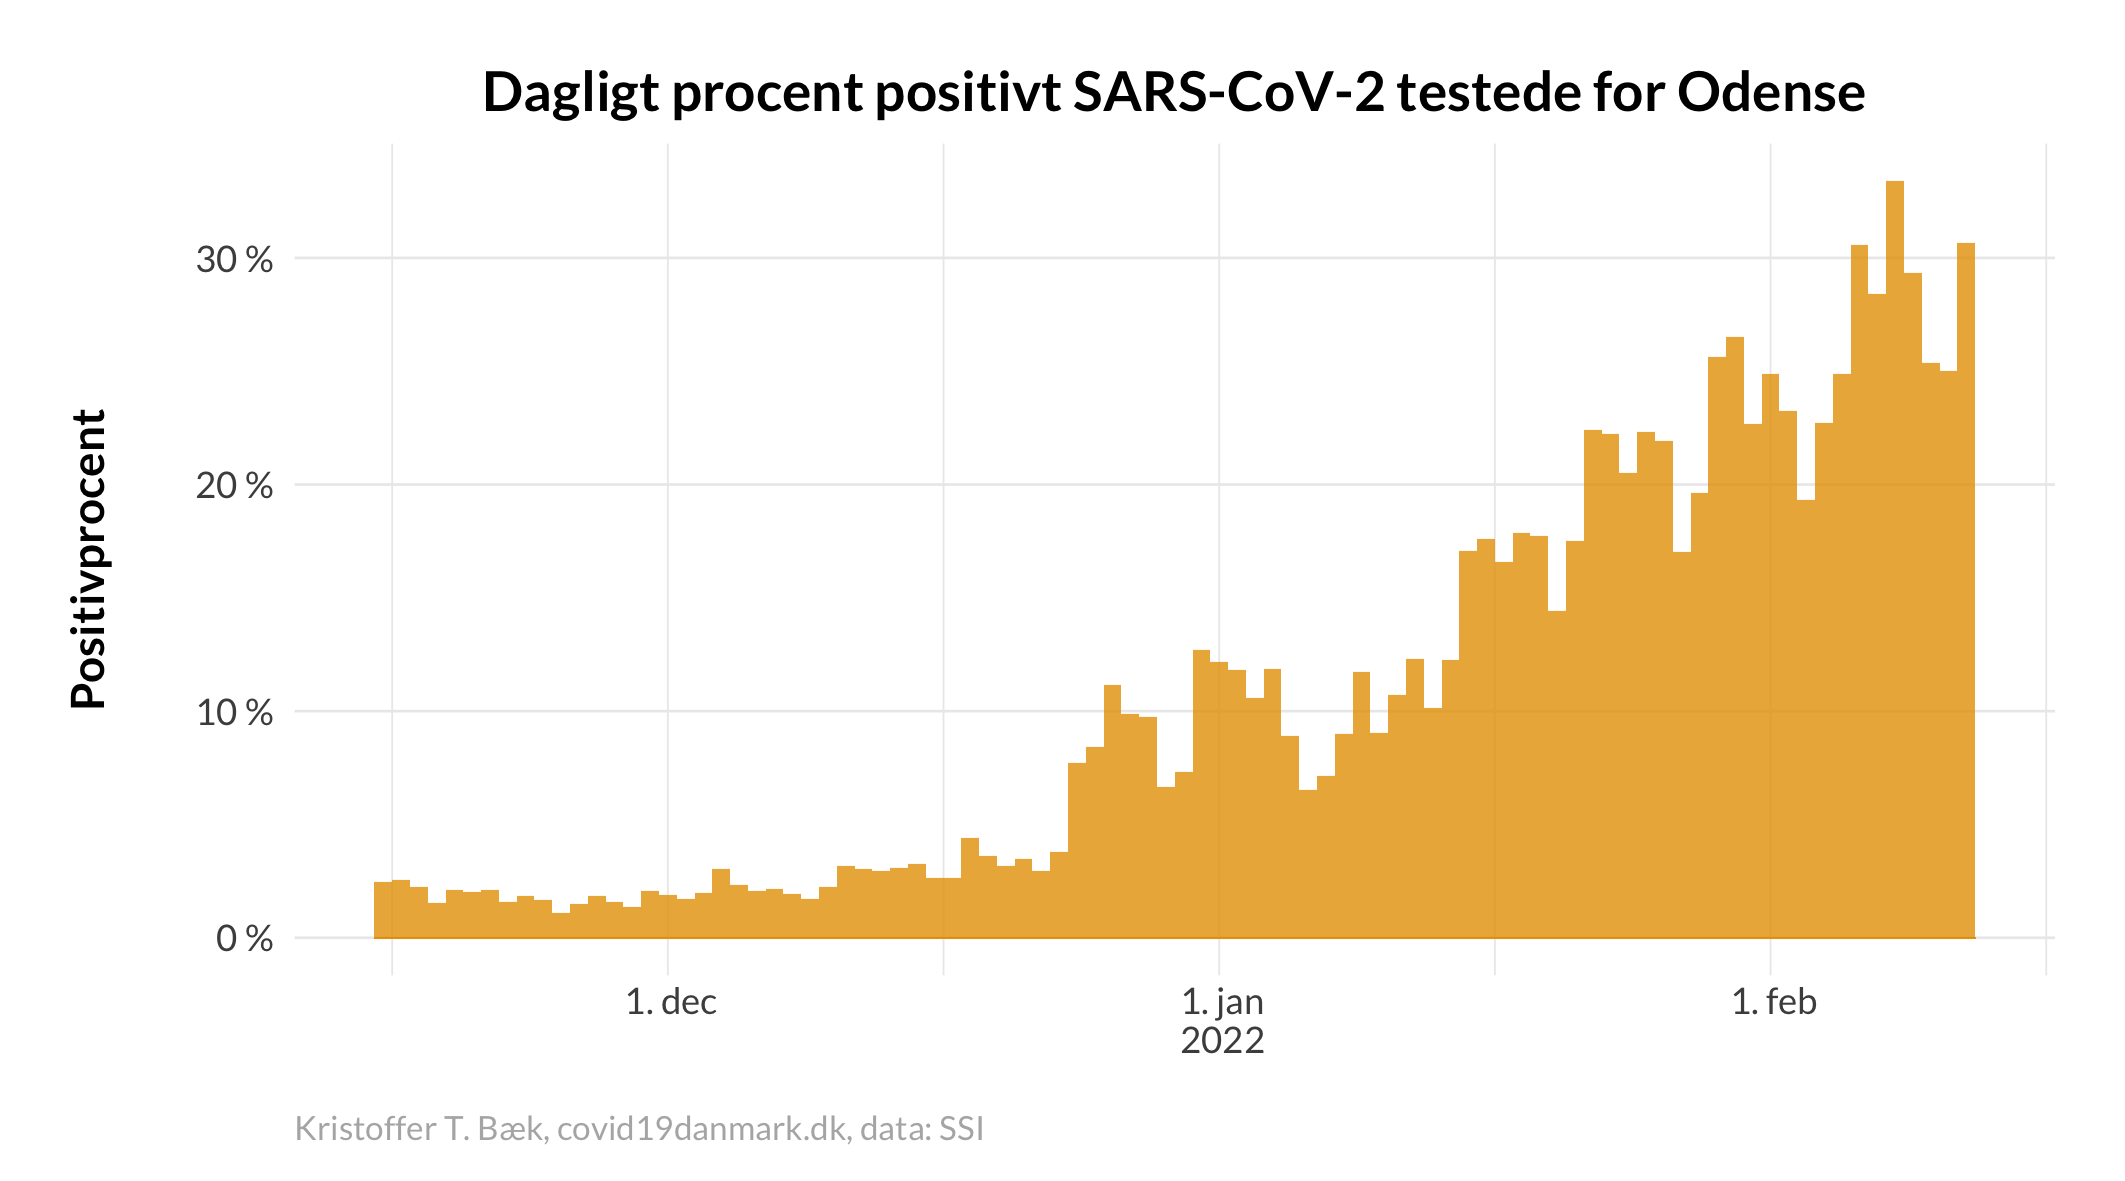 Dagligt procent positivt SARS-CoV-2 testede for Odense
Positivprocent
30 %
20 %
10 %
0 %
1. dec
1. jan
2022
1. feb
Kristoffer T. Bæk, covid19danmark.dk, data: SSI